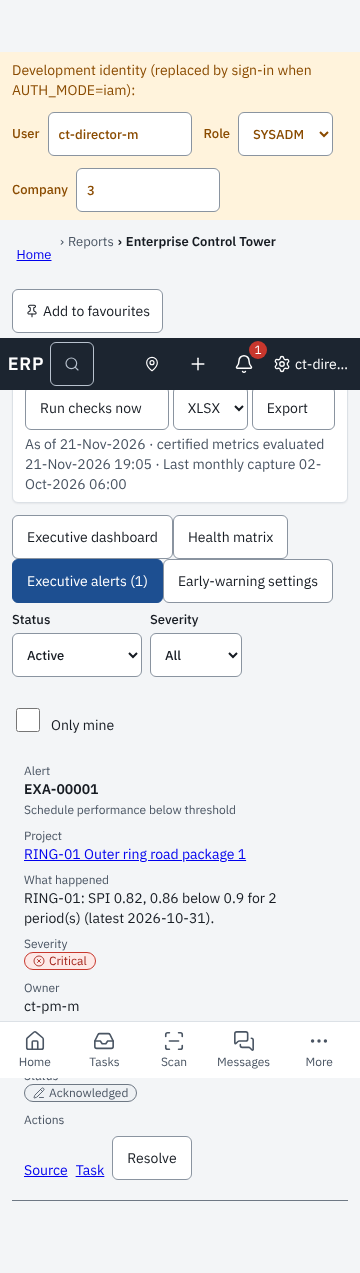 Development identity (replaced by sign-in when
AUTH_MODE=iam):
User ct-director-m Role SYSADM
Company 3
Home › Reports › Enterprise Control Tower
Add to favourites
ERP 1 ct-dire...
Run checks now XLSX Export
As of 21-Nov-2026 · certified metrics evaluated
21-Nov-2026 19:05 · Last monthly capture 02-
Oct-2026 06:00
Executive dashboard Health matrix
Executive alerts (1) Early-warning settings
Status Severity
Active All
Only mine
Alert
EXA-00001
Schedule performance below threshold
Project
RING-01 Outer ring road package 1
What happened
RING-01: SPI 0.82, 0.86 below 0.9 for 2
period(s) (latest 2026-10-31).
Severity
Critical
Owner
ct-pm-m
Home Tasks Scan Messages More
Status
Acknowledged
Actions
Source Task Resolve